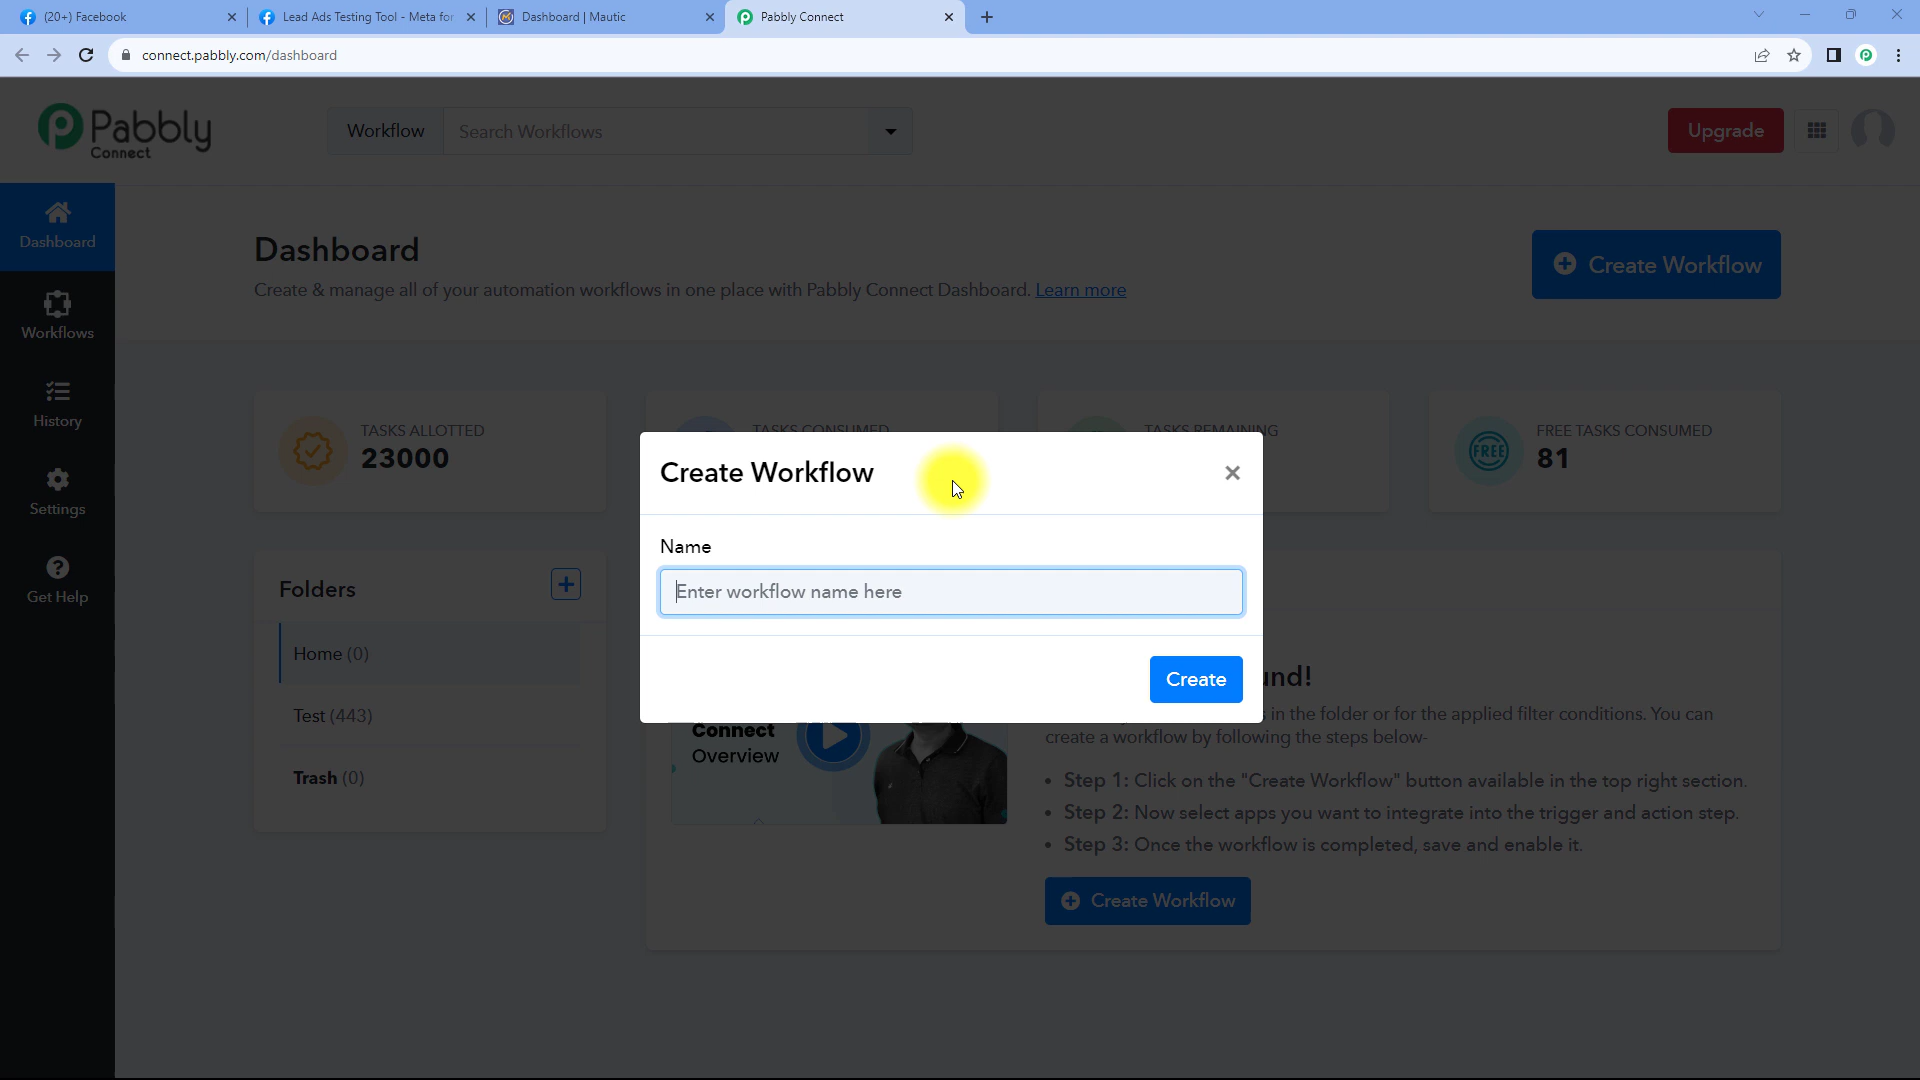 (20+) Facebook
Lead Ads Testing Tool - Meta for
Dashboard | Mautic
Pabbly Connect
connect.pabbly.com/dashboard
Pabbly
Connect
Workflow
Search Workflows
Upgrade
Dashboard
Workflows
History
Settings
Get Help
Dashboard
Create & manage all of your automation workflows in one place with Pabbly Connect Dashboard. Learn more
Create Workflow
TASKS ALLOTTED
23000
TASKS CONSUMED
TASKS REMAINING
FREE
FREE TASKS CONSUMED
81
Folders
Home (0)
Test (443)
Trash (0)
Create Workflow
Name
Enter workflow name here
Create
Connect
Overview
in the folder or for the applied filter conditions. You can
create a workflow by following the steps below-
• Step 1: Click on the "Create Workflow" button available in the top right section.
• Step 2: Now select apps you want to integrate into the trigger and action step.
• Step 3: Once the workflow is completed, save and enable it.
Create Workflow